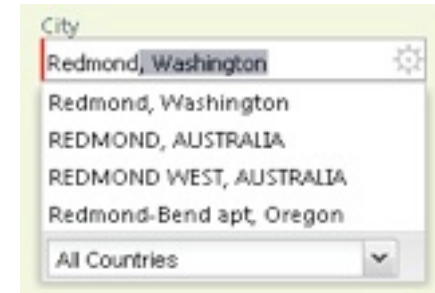 City
Redmond, Washington
Redmond, Washington
REDMOND, AUSTRALIA
REDMOND WEST, AUSTRALIA
Redmond-Bend apt, Oregon
All Countries